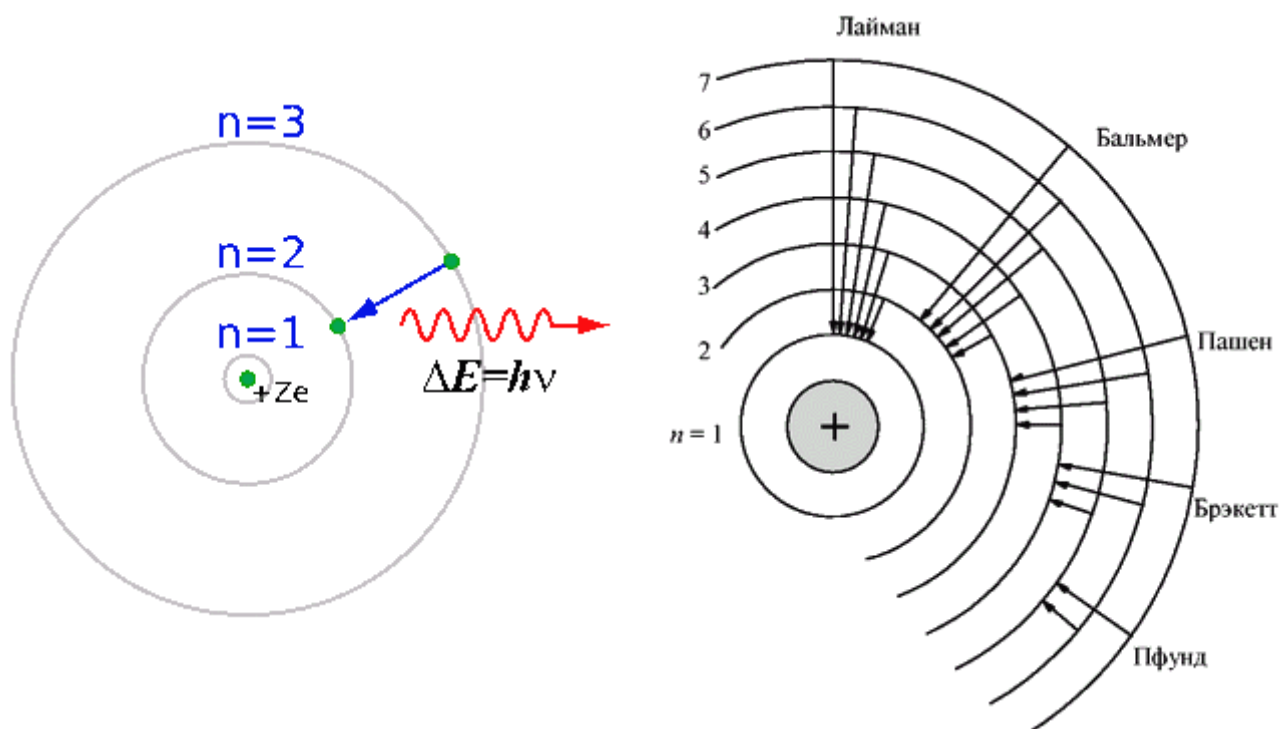 n=3
n=2
n=1
+Ze
ΔE=hν
Лайман
7
6
5
4
3
2
n = 1
+
Бальмер
Пашен
Брэкетт
Пфунд